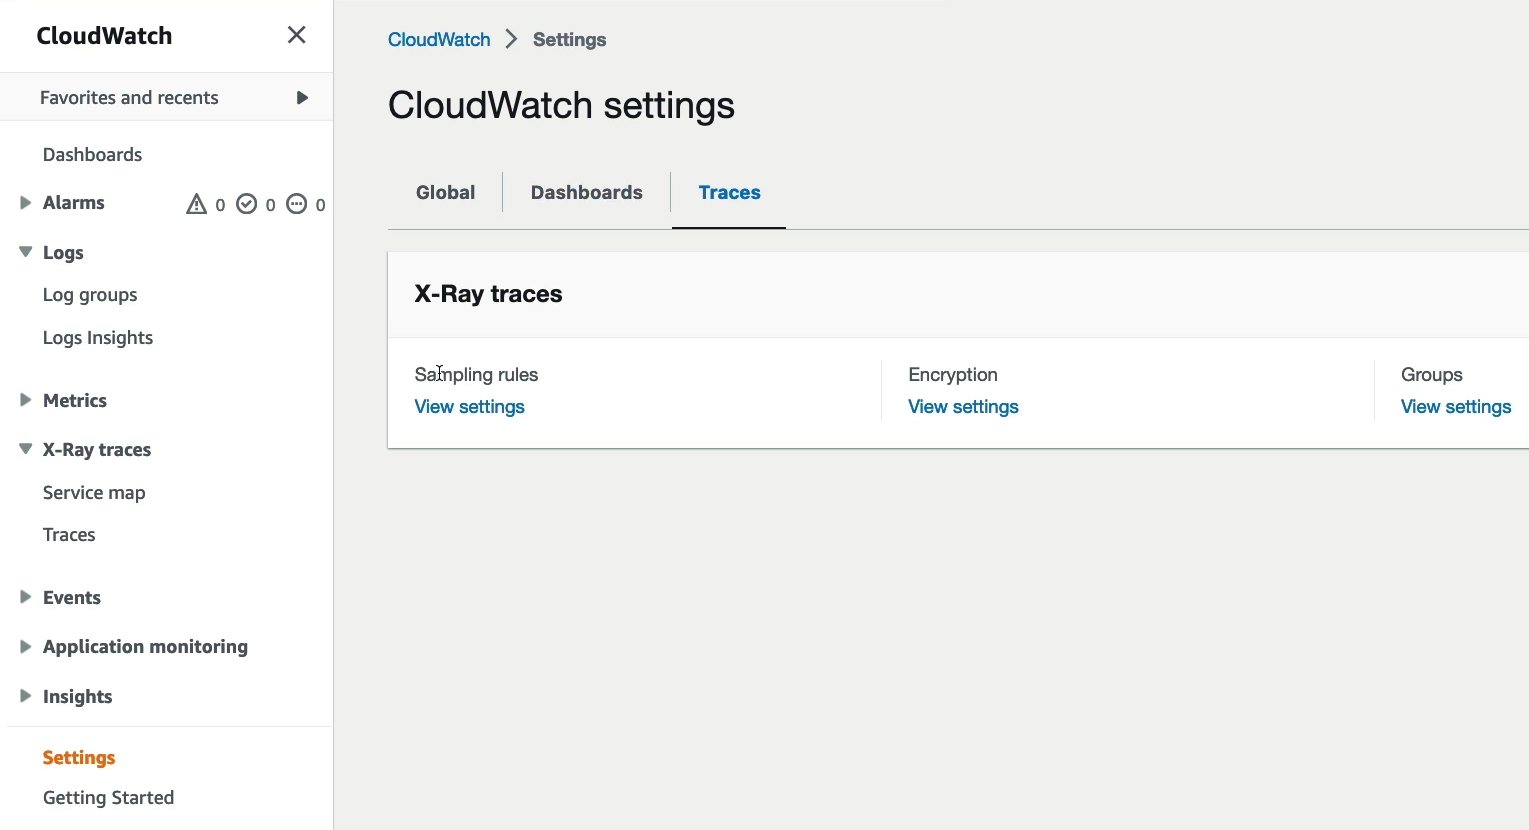 CloudWatch
Favorites and recents
Dashboards
Alarms 0 0 0
Logs
Log groups
Logs Insights
Metrics
X-Ray traces
Service map
Traces
Events
Application monitoring
Insights
Settings
Getting Started
CloudWatch Settings
CloudWatch settings
Global Dashboards Traces
X-Ray traces
Sampling rules
View settings
Encryption
View settings
Groups
View settings